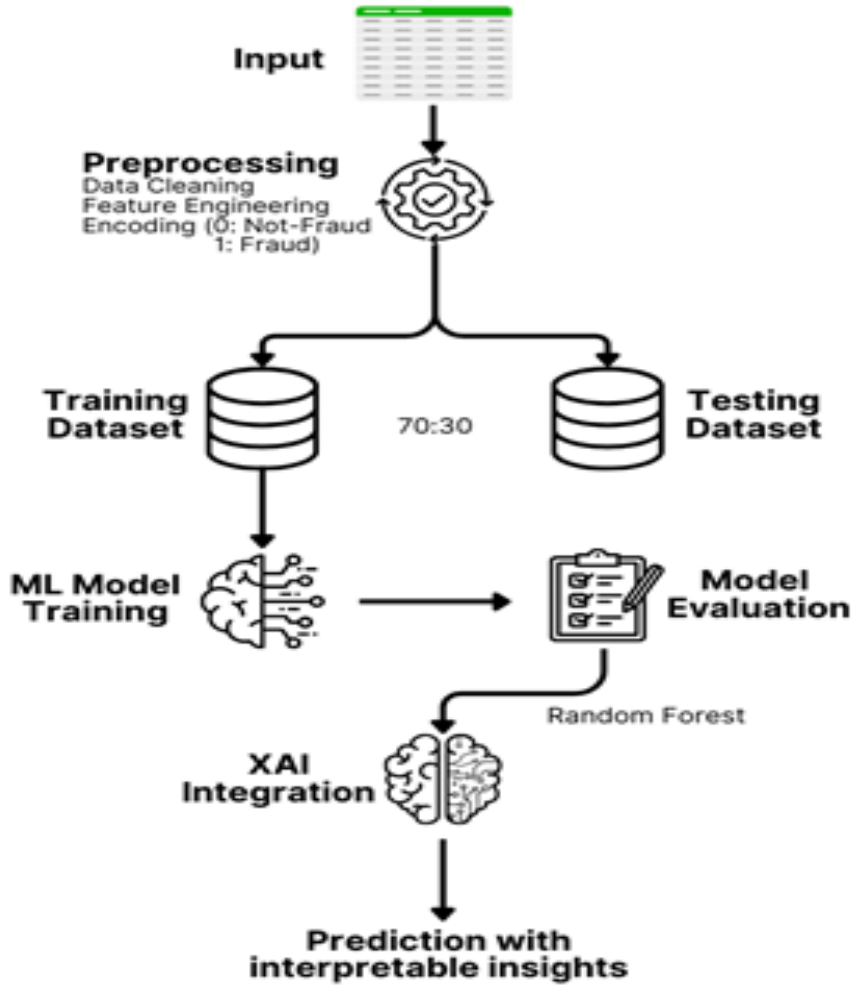 Input
Preprocessing
Data Cleaning
Feature Engineering
Encoding (0: Not-Fraud
1: Fraud)
Training
Dataset
70:30
Testing
Dataset
ML Model
Training
Model
Evaluation
Random Forest
XAI
Integration
Prediction with
interpretable insights